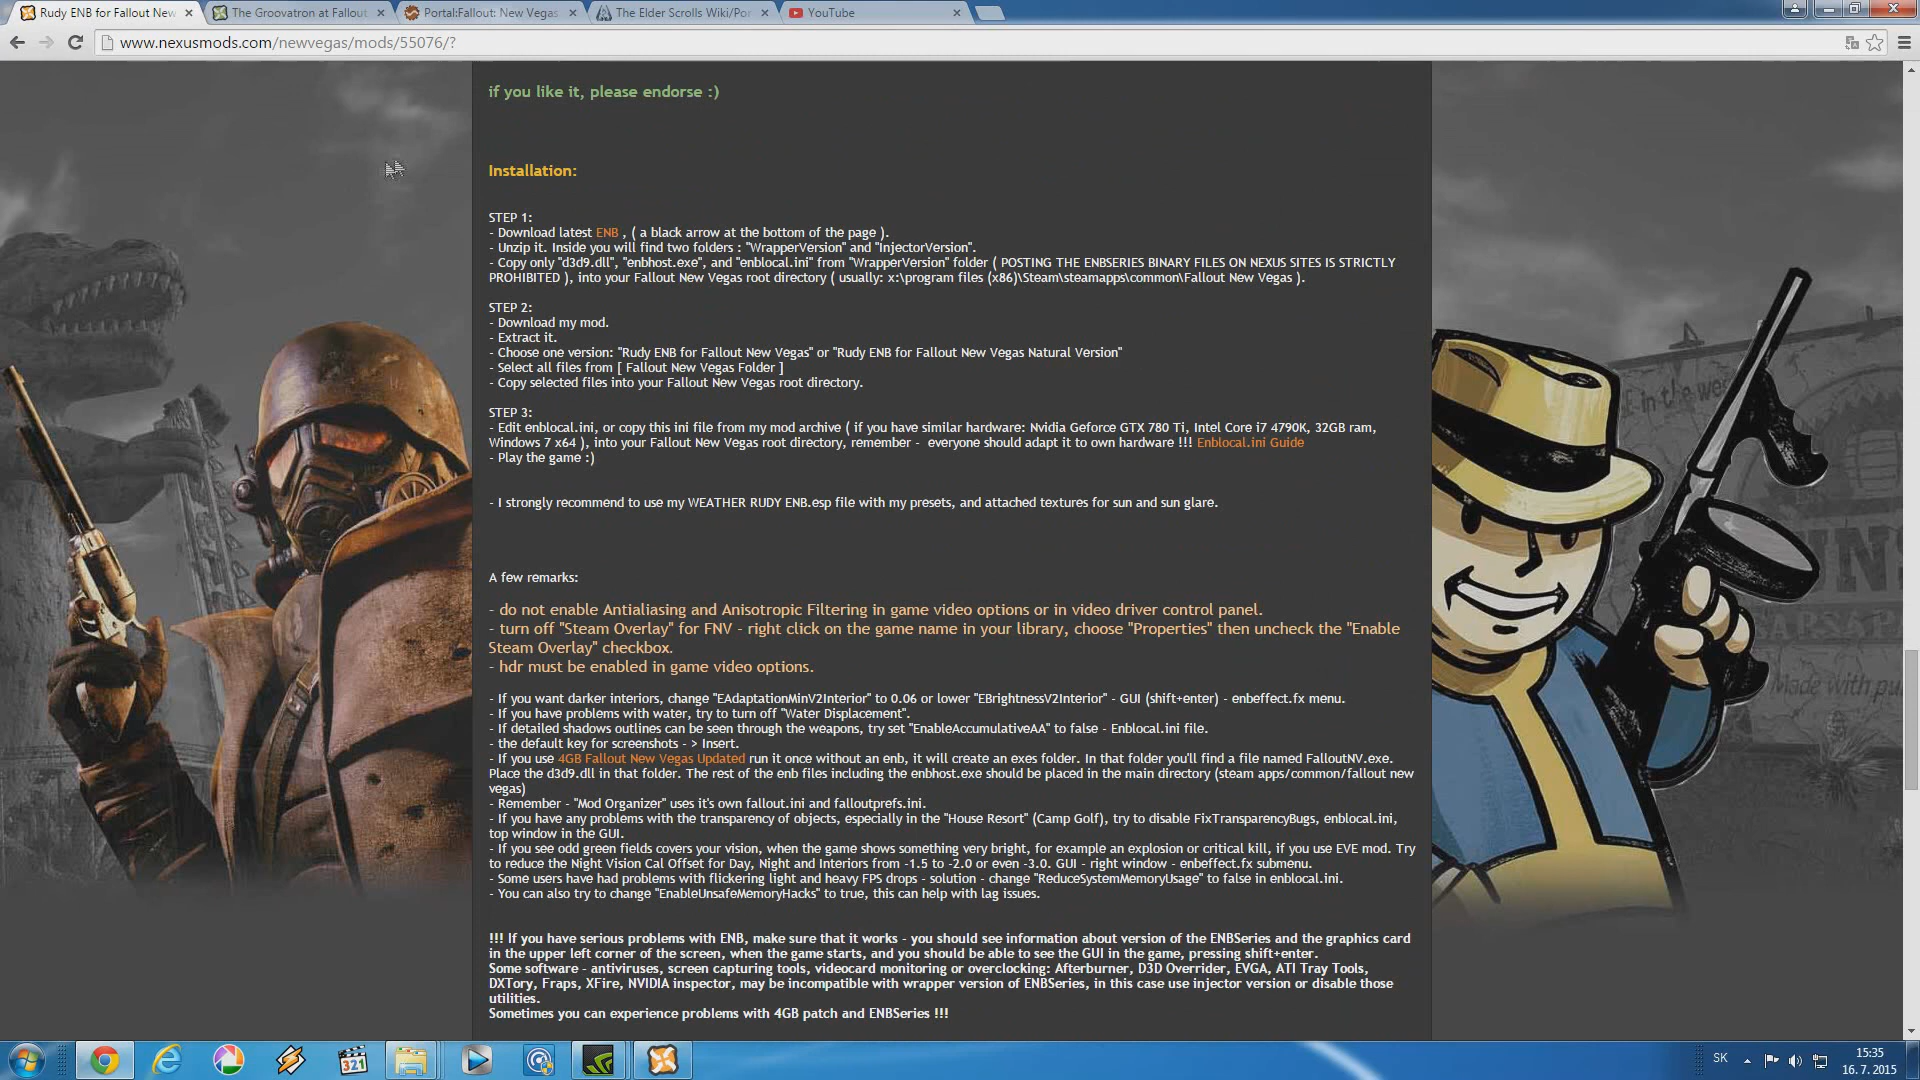 Rudy ENB for Fallout New
The Groovatron at Fallout
Portal:Fallout: New Vegas
The Elder Scrolls Wiki/Por
YouTube
www.nexusmods.com/newvegas/mods/55076/?
if you like it, please endorse :)
Installation:
STEP 1:
- Download latest ENB , ( a black arrow at the bottom of the page ).
- Unzip it. Inside you will find two folders : "WrapperVersion" and "InjectorVersion".
- Copy only "d3d9.dll", "enbhost.exe", and "enblocal.ini" from "WrapperVersion" folder ( POSTING THE ENBSERIES BINARY FILES ON NEXUS SITES IS STRICTLY
PROHIBITED ), into your Fallout New Vegas root directory ( usually: x:\program files (x86)\Steam\steamapps\common\Fallout New Vegas ).
STEP 2:
- Download my mod.
- Extract it.
- Choose one version: "Rudy ENB for Fallout New Vegas" or "Rudy ENB for Fallout New Vegas Natural Version"
- Select all files from [ Fallout New Vegas Folder ]
- Copy selected files into your Fallout New Vegas root directory.
STEP 3:
- Edit enblocal.ini, or copy this ini file from my mod archive ( if you have similar hardware: Nvidia Geforce GTX 780 Ti, Intel Core i7 4790K, 32GB ram,
Windows 7 x64 ), into your Fallout New Vegas root directory, remember - everyone should adapt it to own hardware !!! Enblocal.ini Guide
- Play the game :)
- I strongly recommend to use my WEATHER RUDY ENB.esp file with my presets, and attached textures for sun and sun glare.
A few remarks:
- do not enable Antialiasing and Anisotropic Filtering in game video options or in video driver control panel.
- turn off "Steam Overlay" for FNV - right click on the game name in your library, choose "Properties" then uncheck the "Enable
Steam Overlay" checkbox.
- hdr must be enabled in game video options.
- If you want darker interiors, change "EAdaptationMinV2Interior" to 0.06 or lower "EBrightnessV2Interior" - GUI (shift+enter) - enbeffect.fx menu.
- If you have problems with water, try to turn off "Water Displacement".
- If detailed shadows outlines can be seen through the weapons, try set "EnableAccumulativeAA" to false - Enblocal.ini file.
- the default key for screenshots - > Insert.
- If you use 4GB Fallout New Vegas Updated run it once without an enb, it will create an exes folder. In that folder you'll find a file named FalloutNV.exe.
Place the d3d9.dll in that folder. The rest of the enb files including the enbhost.exe should be placed in the main directory (steam apps/common/fallout new
vegas)
- Remember - "Mod Organizer" uses it's own fallout.ini and falloutprefs.ini.
- If you have any problems with the transparency of objects, especially in the "House Resort" (Camp Golf), try to disable FixTransparencyBugs, enblocal.ini,
top window in the GUI.
- If you see odd green fields covers your vision, when the game shows something very bright, for example an explosion or critical kill, if you use EVE mod. Try
to reduce the Night Vision Cal Offset for Day, Night and Interiors from -1.5 to -2.0 or even -3.0. GUI - right window - enbeffect.fx submenu.
- Some users have had problems with flickering light and heavy FPS drops - solution - change "ReduceSystemMemoryUsage" to false in enblocal.ini.
- You can also try to change "EnableUnsafeMemoryHacks" to true, this can help with lag issues.
!!! If you have serious problems with ENB, make sure that it works - you should see information about version of the ENBSeries and the graphics card
in the upper left corner of the screen, when the game starts, and you should be able to see the GUI in the game, pressing shift+enter.
Some software - antiviruses, screen capturing tools, videocard monitoring or overclocking: Afterburner, D3D Overrider, EVGA, ATI Tray Tools,
DXTory, Fraps, XFire, NVIDIA inspector, may be incompatible with wrapper version of ENBSeries, in this case use injector version or disable those
utilities.
Sometimes you can experience problems with 4GB patch and ENBSeries !!!
321
SK
15:35
16. 7. 2015